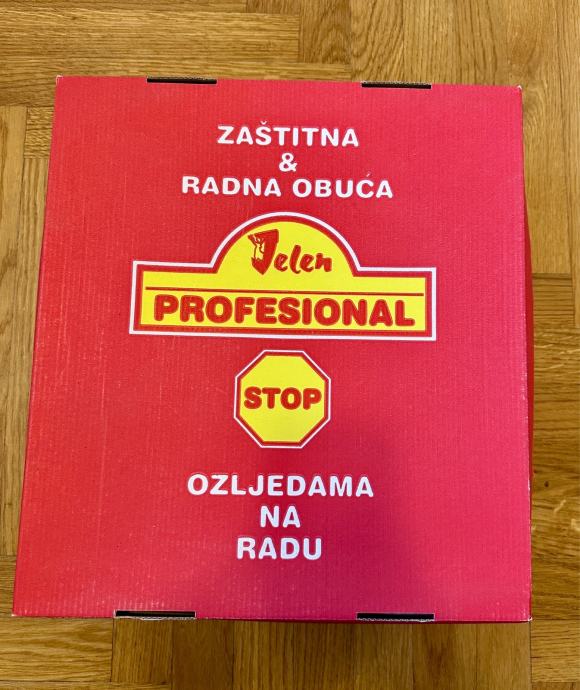 ZAŠTITNA
&
RADNA OBUĆA
Jelen
PROFESIONAL
STOP
OZLJEDAMA
NA
RADU